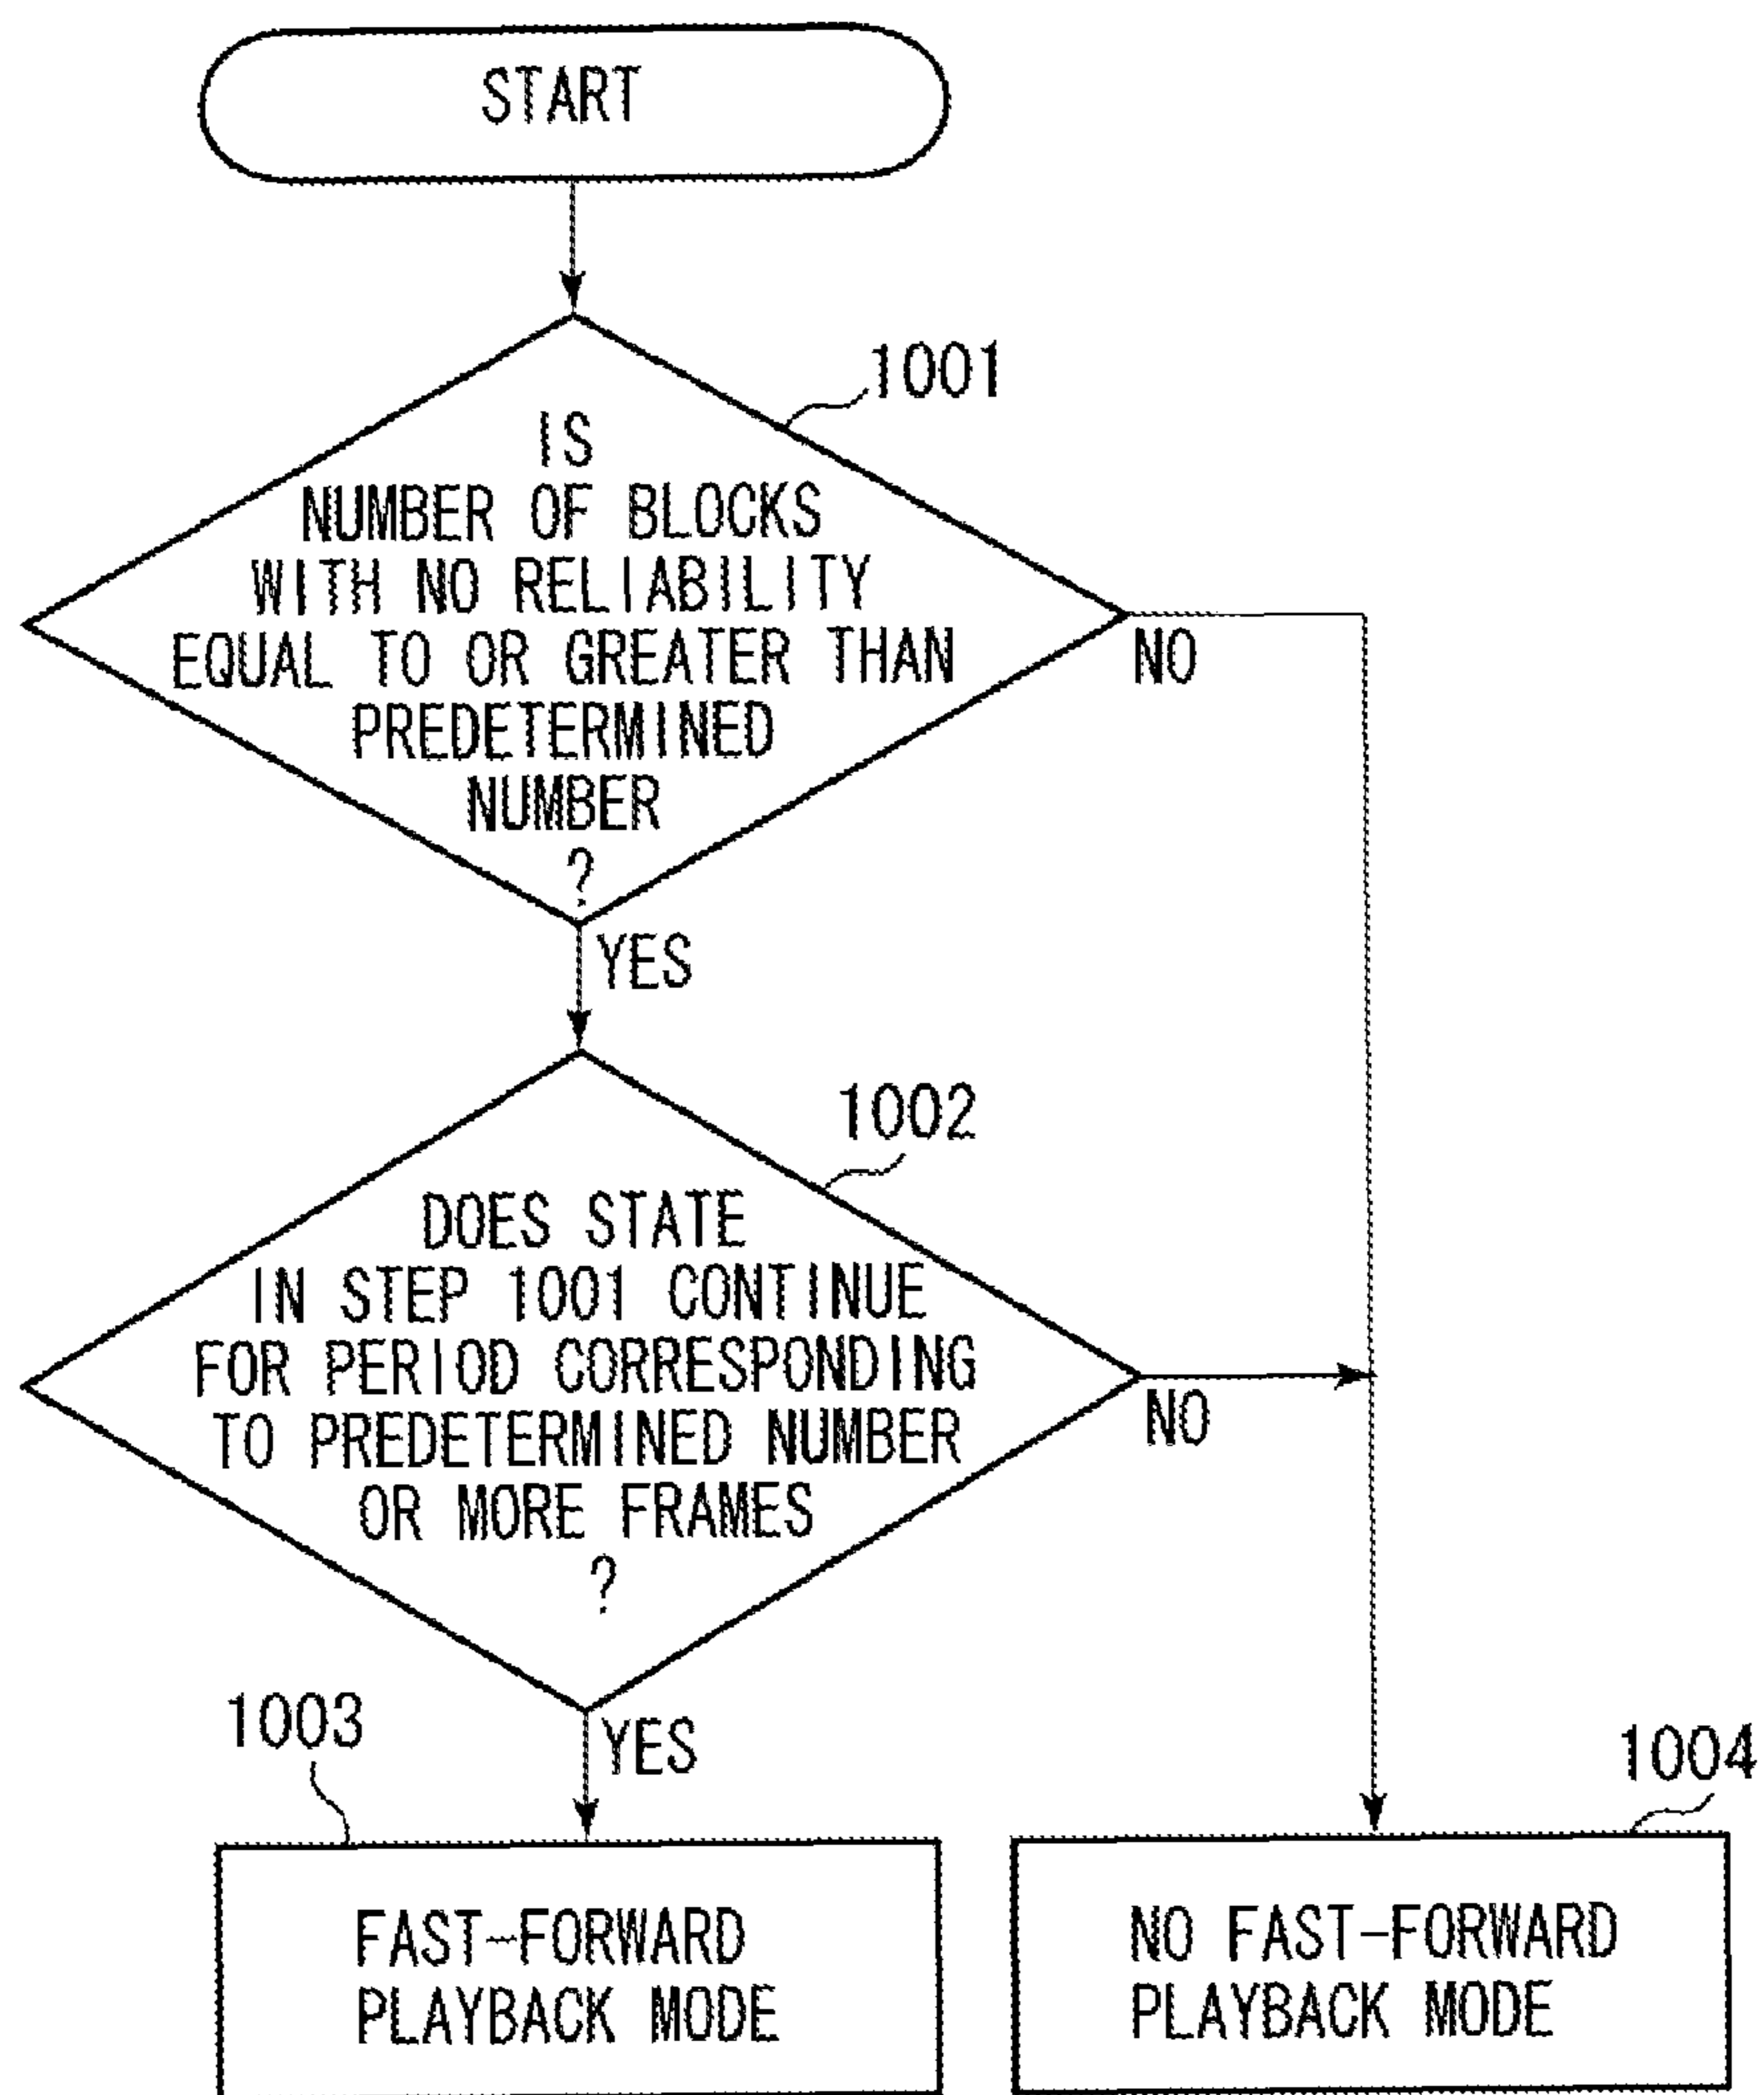 START
1001
IS
NUMBER OF BLOCKS
WITH NO RELIABILITY
EQUAL TO OR GREATER THAN
PREDETERMINED
NUMBER
?
NO
YES
1002
DOES STATE
IN STEP 1001 CONTINUE
FOR PERIOD CORRESPONDING
TO PREDETERMINED NUMBER
OR MORE FRAMES
?
NO
YES
1003
FAST-FORWARD
PLAYBACK MODE
1004
NO FAST-FORWARD
PLAYBACK MODE